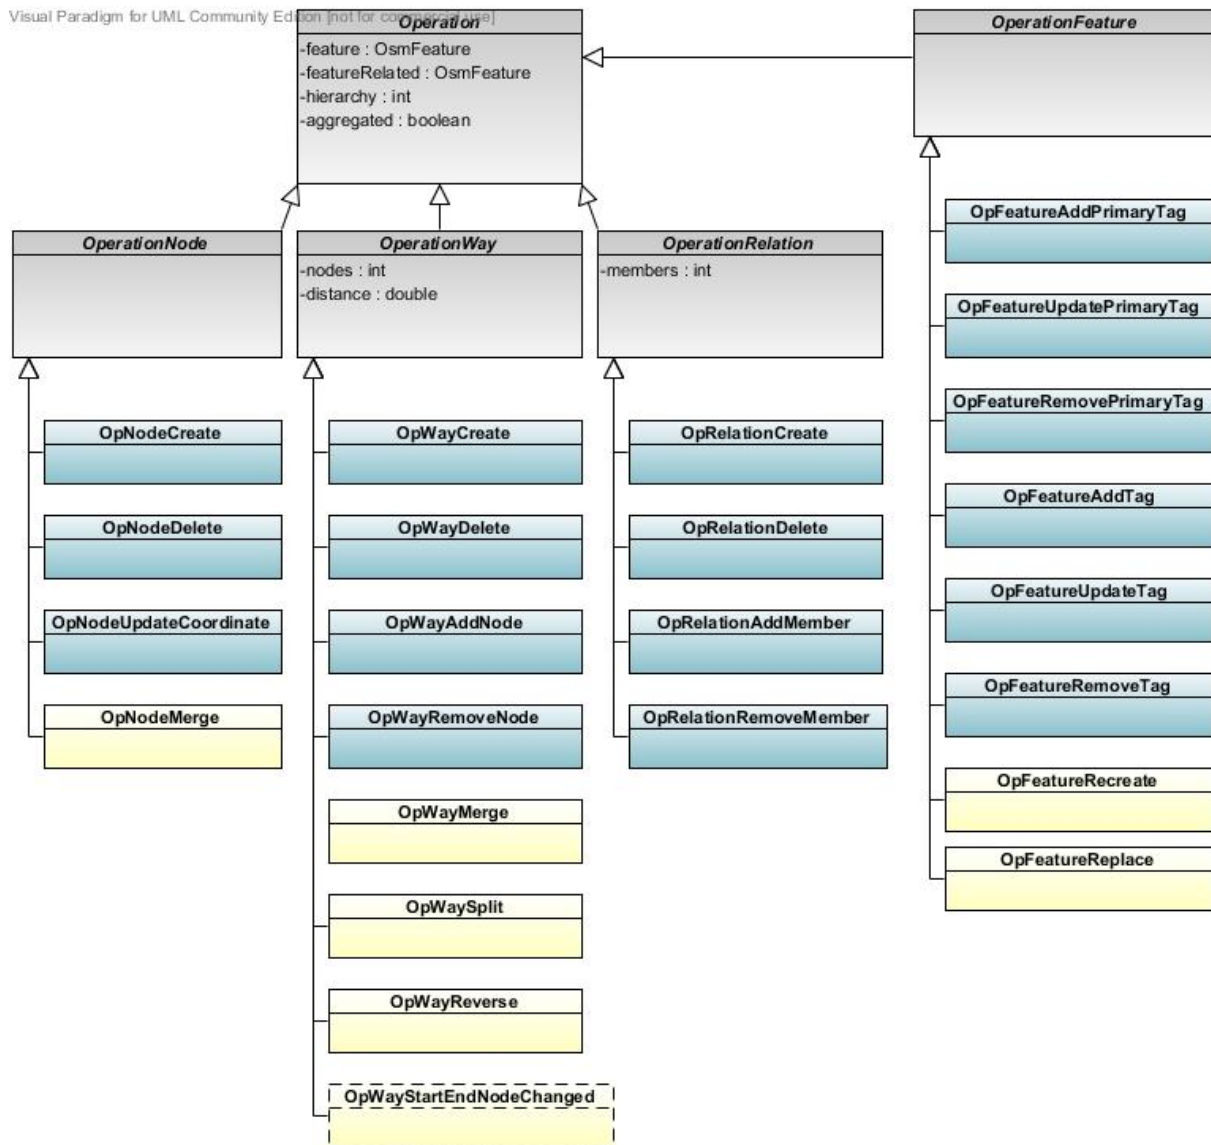 Visual Paradigm for UML Community Edition [not for commercial use]
Operation
-feature : OsmFeature
-featureRelated : OsmFeature
-hierarchy : int
-aggregated : boolean
OperationFeature
OperationNode
OperationWay
-nodes : int
-distance : double
OperationRelation
-members : int
OpNodeCreate
OpNodeDelete
OpNodeUpdateCoordinate
OpNodeMerge
OpWayCreate
OpWayDelete
OpWayAddNode
OpWayRemoveNode
OpWayMerge
OpWaySplit
OpWayReverse
OpWayStartEndNodeChanged
OpRelationCreate
OpRelationDelete
OpRelationAddMember
OpRelationRemoveMember
OpFeatureAddPrimaryTag
OpFeatureUpdatePrimaryTag
OpFeatureRemovePrimaryTag
OpFeatureAddTag
OpFeatureUpdateTag
OpFeatureRemoveTag
OpFeatureRecreate
OpFeatureReplace